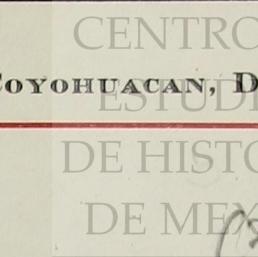 CENTRO
COYOHUACAN, D
ESTUDI
DE HISTO
DE MEX